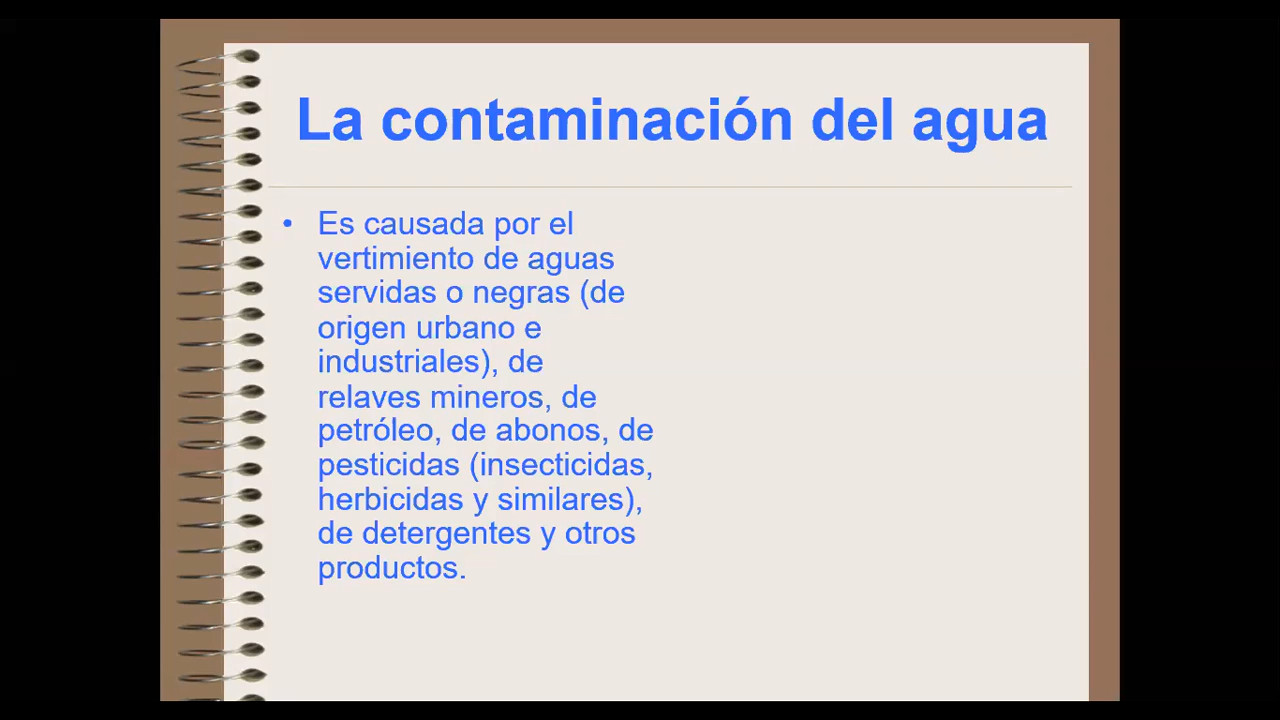 La contaminación del agua
• Es causada por el
vertimiento de aguas
servidas o negras (de
origen urbano e
industriales), de
relaves mineros, de
petróleo, de abonos, de
pesticidas (insecticidas,
herbicidas y similares),
de detergentes y otros
productos.